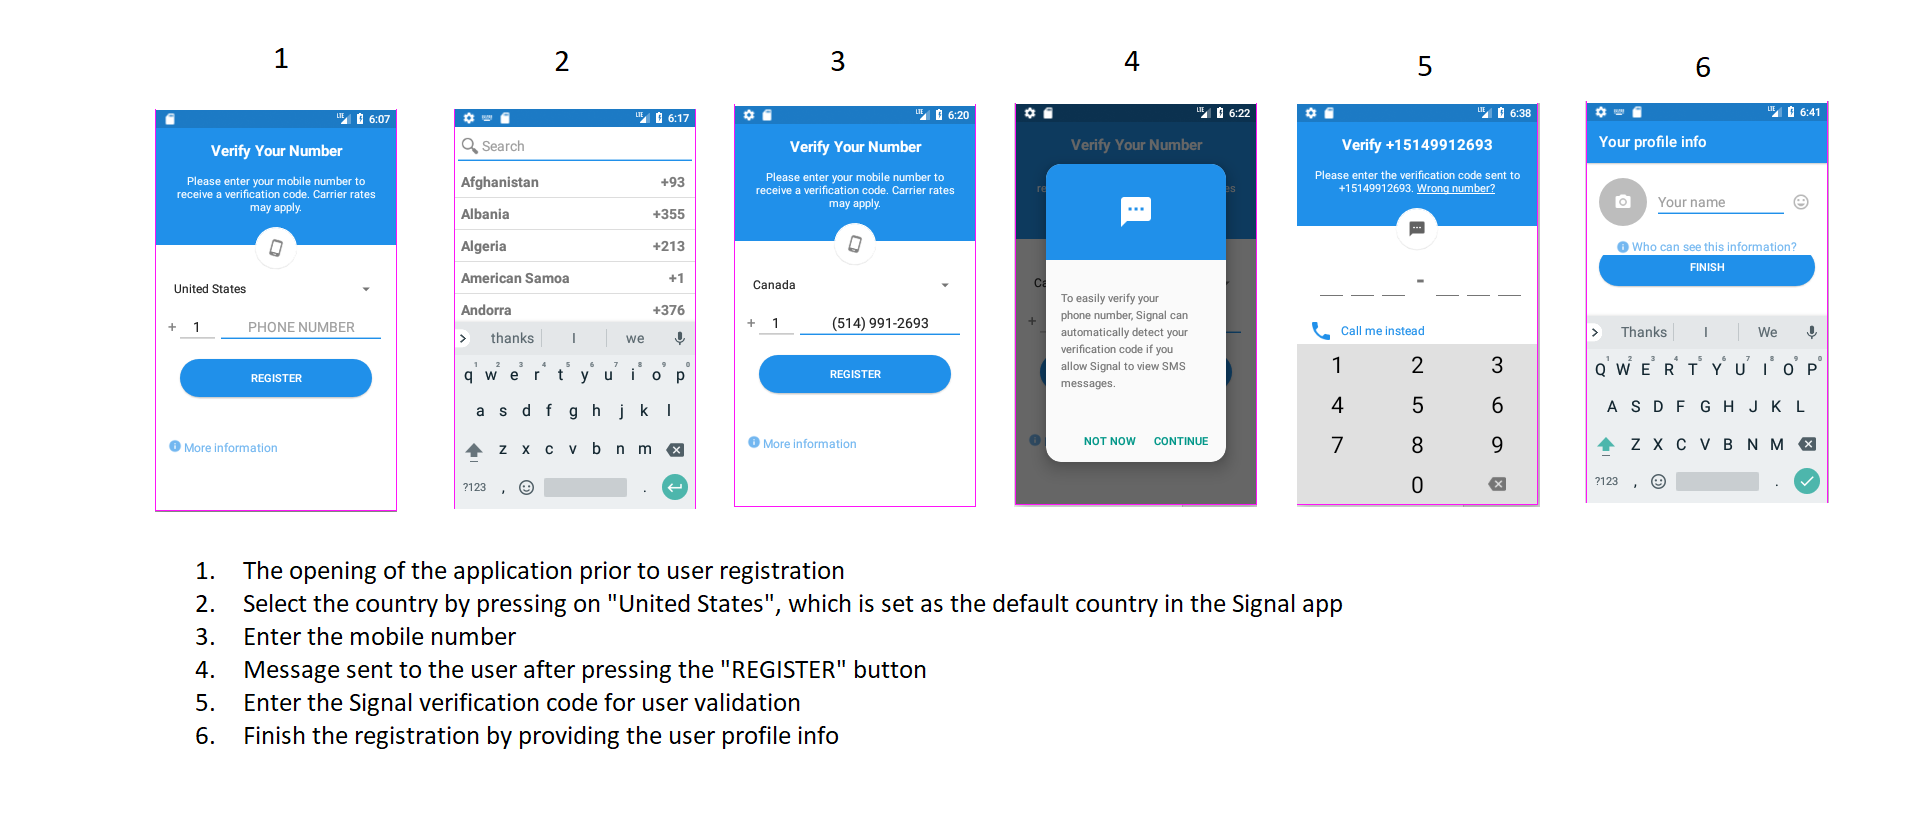 1
2
3
4
5
6
6:07
Verify Your Number
Please enter your mobile number to
receive a verification code. Carrier rates
may apply.
United States
+ 1 PHONE NUMBER
REGISTER
More information
6:17
Search
Afghanistan +93
Albania +355
Algeria +213
American Samoa +1
Andorra +376
thanks I we
q w e r t y u i o p
a s d f g h j k l
z x c v b n m
?123 , .
6:20
Verify Your Number
Please enter your mobile number to
receive a verification code. Carrier rates
may apply.
Canada
+ 1 (514) 991-2693
REGISTER
More information
6:22
Verify Your Number
To easily verify your
phone number, Signal can
automatically detect your
verification code if you
allow Signal to view SMS
messages.
NOT NOW CONTINUE
6:38
Verify +15149912693
Please enter the verification code sent to
+15149912693. Wrong number?
-
Call me instead
1 2 3
4 5 6
7 8 9
0
6:41
Your profile info
Your name
Who can see this information?
FINISH
Thanks I We
Q W E R T Y U I O P
A S D F G H J K L
Z X C V B N M
?123 , .
1. The opening of the application prior to user registration
2. Select the country by pressing on "United States", which is set as the default country in the Signal app
3. Enter the mobile number
4. Message sent to the user after pressing the "REGISTER" button
5. Enter the Signal verification code for user validation
6. Finish the registration by providing the user profile info